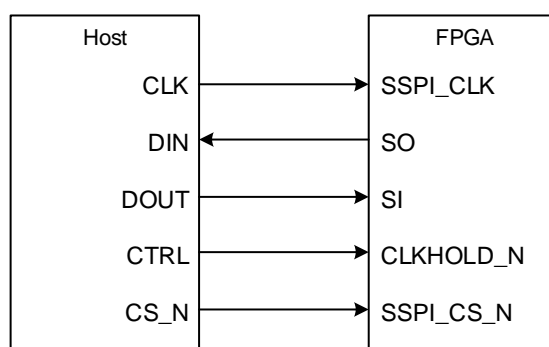 Host FPGA
CLK SSPI_CLK
DIN SO
DOUT SI
CTRL CLKHOLD_N
CS_N SSPI_CS_N